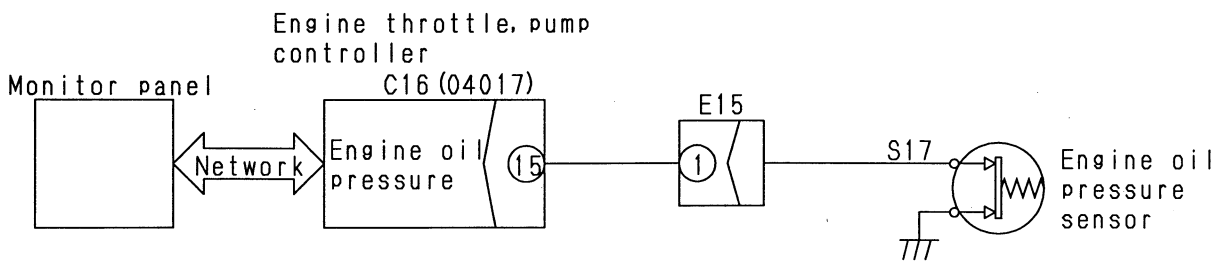 Engine throttle, pump
controller
Monitor panel
C16 (04017)
E15
Network
Engine oil
pressure
15
1
S17
Engine oil
pressure
sensor